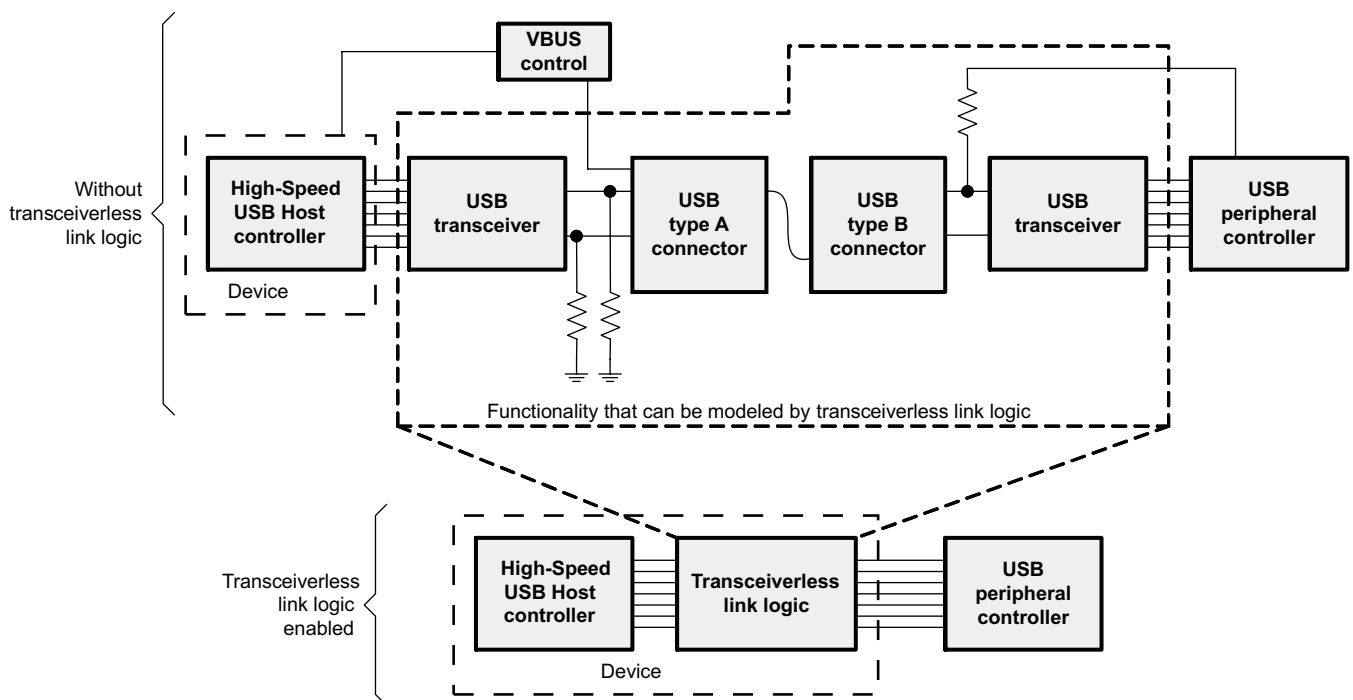 VBUS
control
Without
transceiverless
link logic
High-Speed
USB Host
controller
Device
USB
transceiver
USB
type A
connector
USB
type B
connector
USB
transceiver
USB
peripheral
controller
Functionality that can be modeled by transceiverless link logic
Transceiverless
link logic
enabled
High-Speed
USB Host
controller
Transceiverless
link logic
USB
peripheral
controller
Device